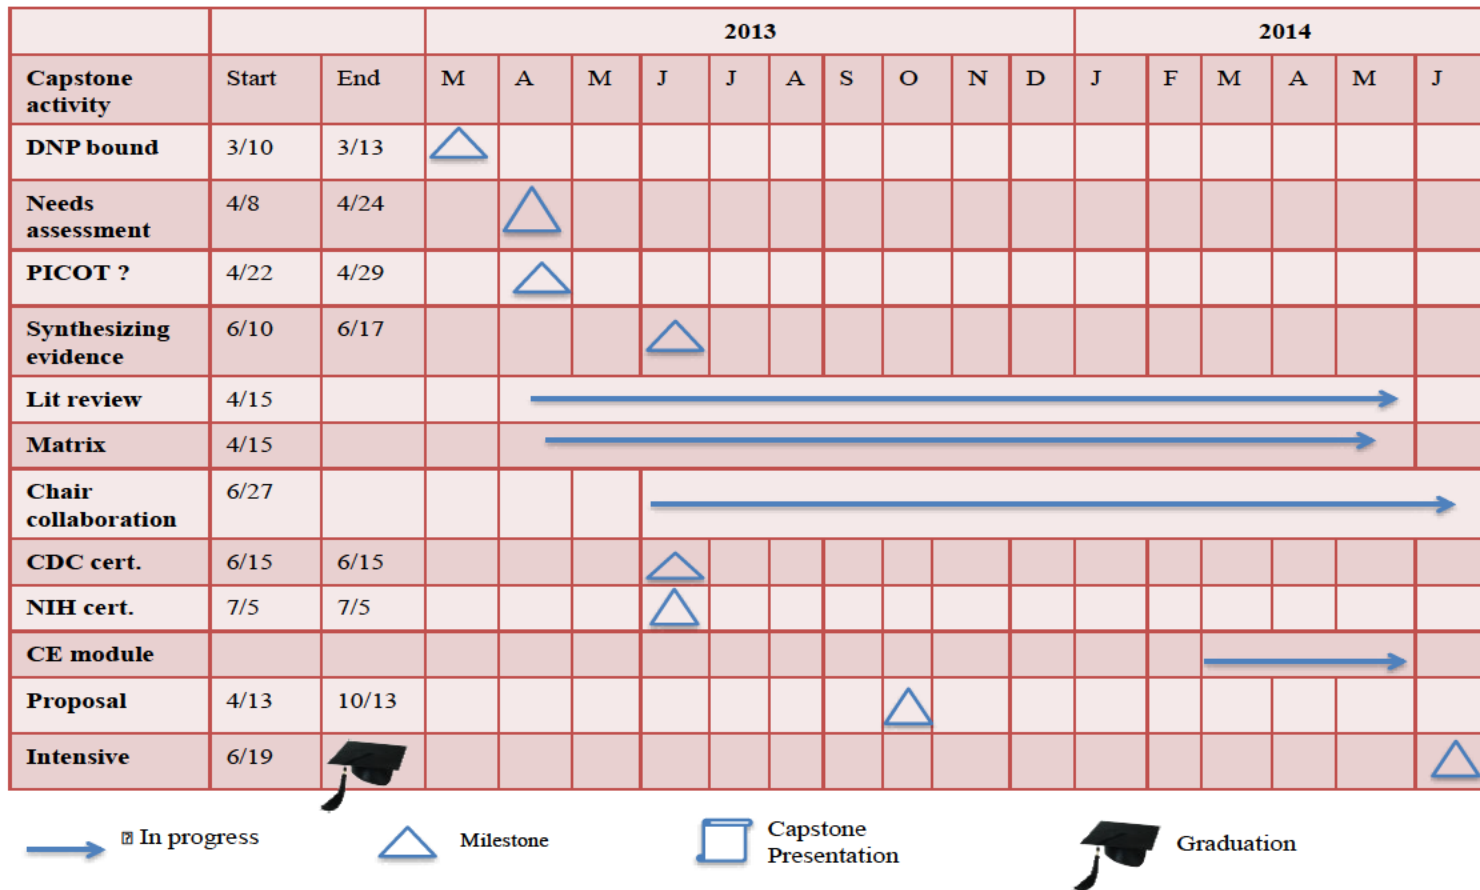 2013 2014
Capstone activity Start End M A M J J A S O N D J F M A M J
DNP bound 3/10 3/13
Needs assessment 4/8 4/24
PICOT ? 4/22 4/29
Synthesizing evidence 6/10 6/17
Lit review 4/15
Matrix 4/15
Chair collaboration 6/27
CDC cert. 6/15 6/15
NIH cert. 7/5 7/5
CE module
Proposal 4/13 10/13
Intensive 6/19
In progress Milestone Capstone Presentation Graduation